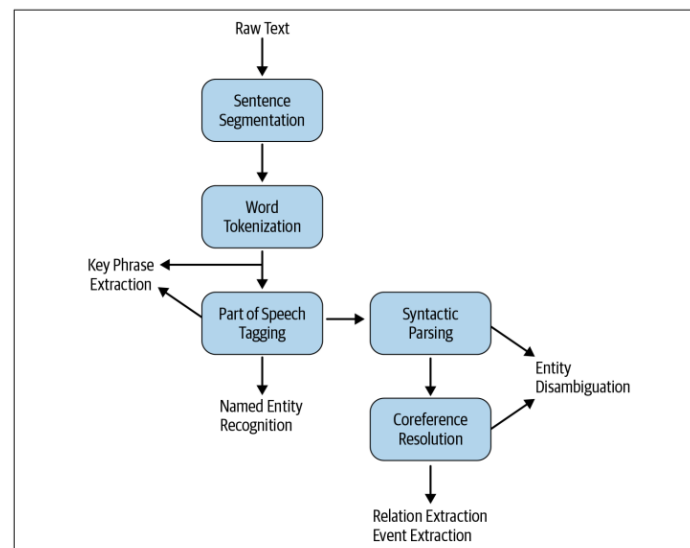 Raw Text
Sentence
Segmentation
Word
Tokenization
Key Phrase
Extraction
Part of Speech
Tagging
Syntactic
Parsing
Entity
Disambiguation
Named Entity
Recognition
Coreference
Resolution
Relation Extraction
Event Extraction